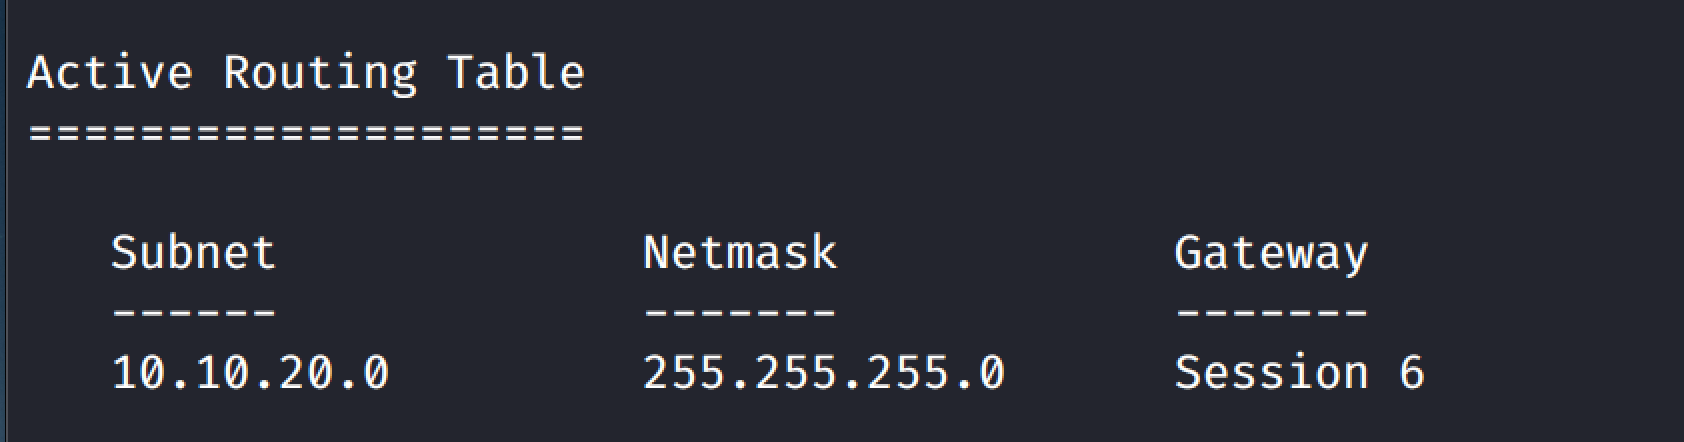 Active Routing Table
====================
Subnet Netmask Gateway
------ ------- -------
10.10.20.0 255.255.255.0 Session 6